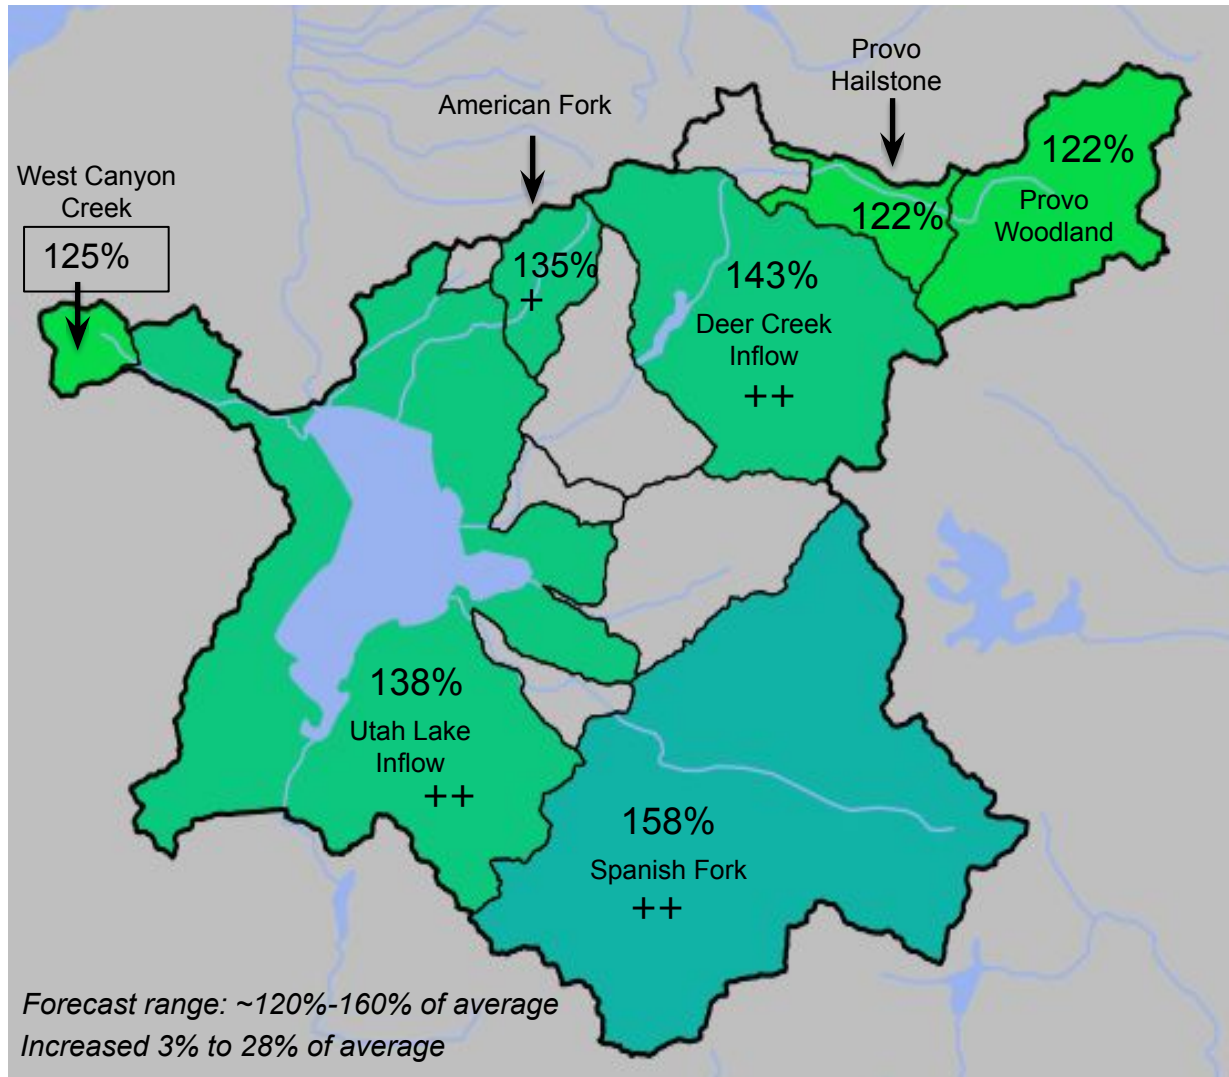 Provo
Hailstone
American Fork
122%
West Canyon
Creek
Provo
Woodland
122%
125%
135%
+
143%
Deer Creek
Inflow
++
138%
Utah Lake
Inflow
++
158%
Spanish Fork
++
Forecast range: ~120%-160% of average
Increased 3% to 28% of average